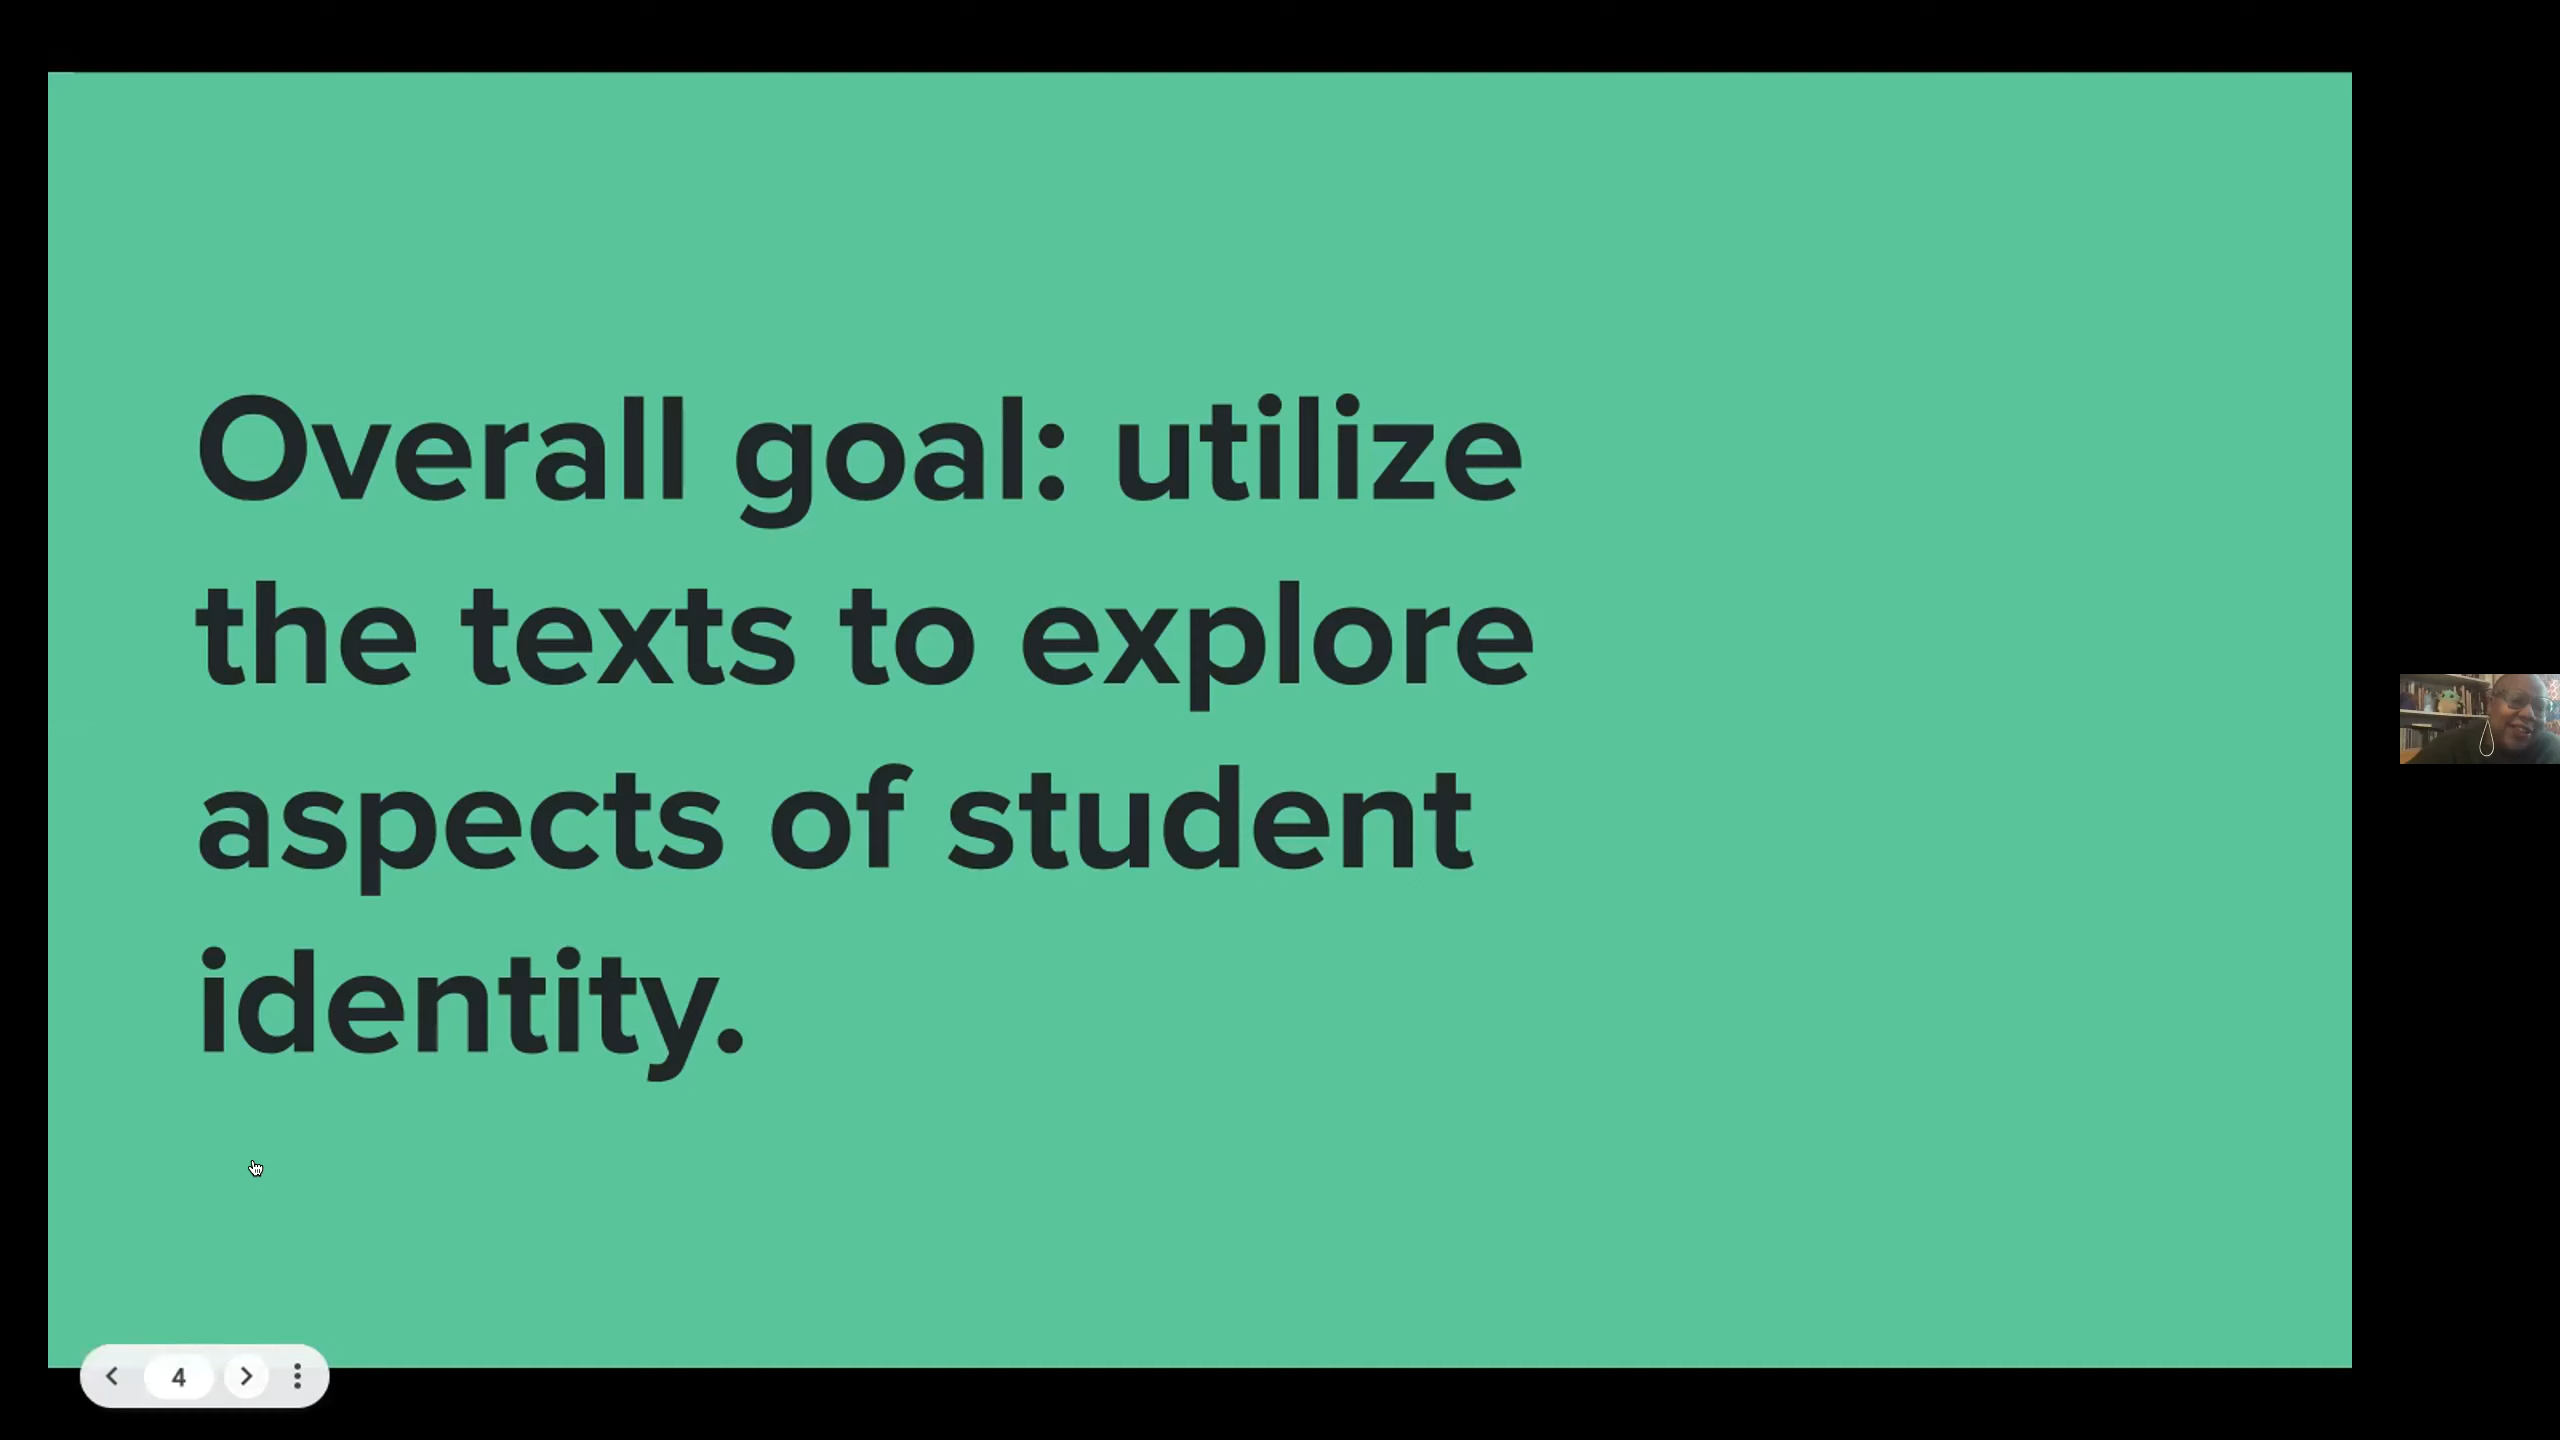 Overall goal: utilize
the texts to explore
aspects of student
identity.
4